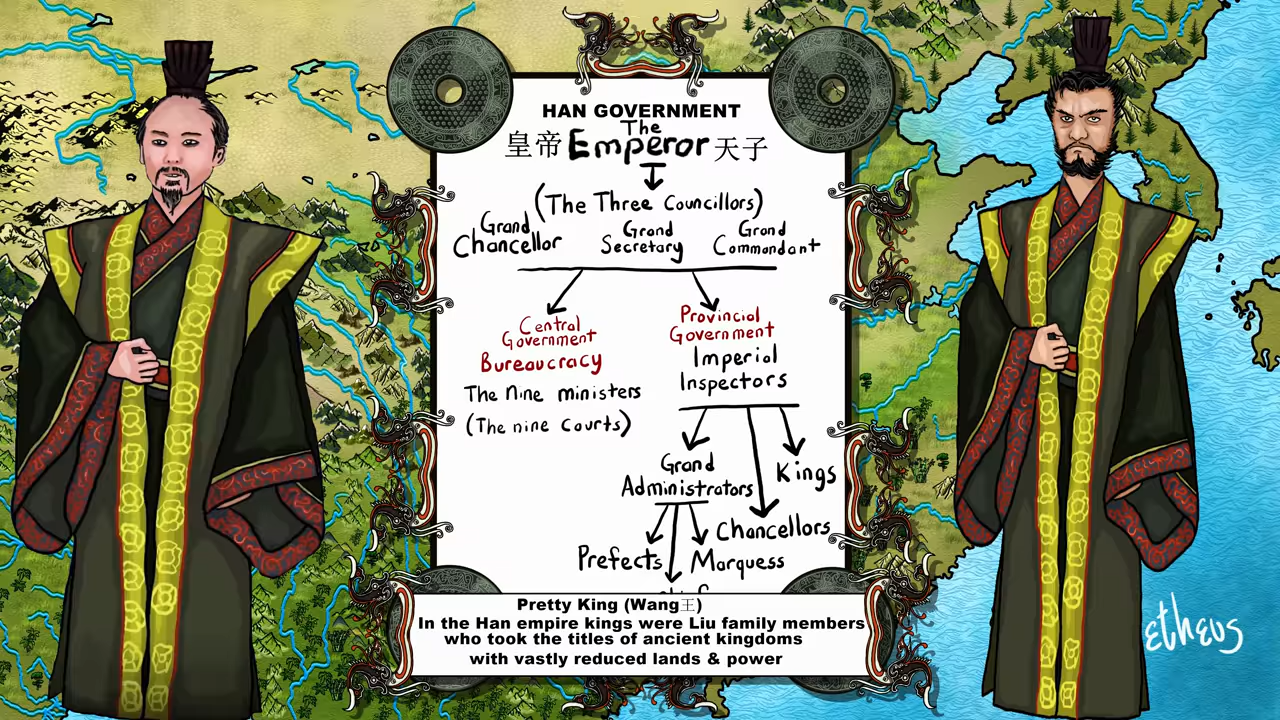 HAN GOVERNMENT
The
皇帝 Emperor 天子
(The Three Councillors)
Grand Chancellor
Grand Secretary
Grand Commandant
Central
Government
Bureaucracy
The Nine ministers
(The nine courts)
Provincial
Government
Imperial
Inspectors
Grand
Administrators
Kings
Chancellors
Prefects
Marquess
Pretty King (Wang王)
In the Han empire kings were Liu family members
who took the titles of ancient kingdoms
with vastly reduced lands & power
etheus